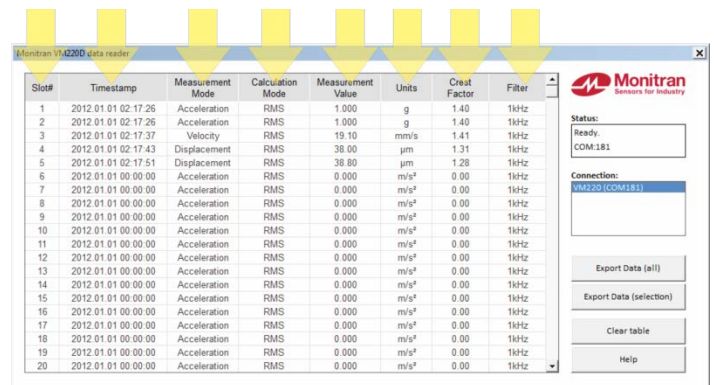 Monitran VM220D data reader
x
Slot# Timestamp Measurement Mode Calculation Mode Measurement Value Units Crest Factor Filter
1 2012.01.01 02:17:26 Acceleration RMS 1.000 g 1.40 1kHz
2 2012.01.01 02:17:26 Acceleration RMS 1.000 g 1.40 1kHz
3 2012.01.01 02:17:37 Velocity RMS 19.10 mm/s 1.41 1kHz
4 2012.01.01 02:17:43 Displacement RMS 38.00 µm 1.31 1kHz
5 2012.01.01 02:17:51 Displacement RMS 38.80 µm 1.28 1kHz
6 2012.01.01 00:00:00 Acceleration RMS 0.000 m/s² 0.00 1kHz
7 2012.01.01 00:00:00 Acceleration RMS 0.000 m/s² 0.00 1kHz
8 2012.01.01 00:00:00 Acceleration RMS 0.000 m/s² 0.00 1kHz
9 2012.01.01 00:00:00 Acceleration RMS 0.000 m/s² 0.00 1kHz
10 2012.01.01 00:00:00 Acceleration RMS 0.000 m/s² 0.00 1kHz
11 2012.01.01 00:00:00 Acceleration RMS 0.000 m/s² 0.00 1kHz
12 2012.01.01 00:00:00 Acceleration RMS 0.000 m/s² 0.00 1kHz
13 2012.01.01 00:00:00 Acceleration RMS 0.000 m/s² 0.00 1kHz
14 2012.01.01 00:00:00 Acceleration RMS 0.000 m/s² 0.00 1kHz
15 2012.01.01 00:00:00 Acceleration RMS 0.000 m/s² 0.00 1kHz
16 2012.01.01 00:00:00 Acceleration RMS 0.000 m/s² 0.00 1kHz
17 2012.01.01 00:00:00 Acceleration RMS 0.000 m/s² 0.00 1kHz
18 2012.01.01 00:00:00 Acceleration RMS 0.000 m/s² 0.00 1kHz
19 2012.01.01 00:00:00 Acceleration RMS 0.000 m/s² 0.00 1kHz
20 2012.01.01 00:00:00 Acceleration RMS 0.000 m/s² 0.00 1kHz
Monitran
Sensors for Industry
Status:
Ready.
COM:181
Connection:
VM220 (COM181)
Export Data (all)
Export Data (selection)
Clear table
Help